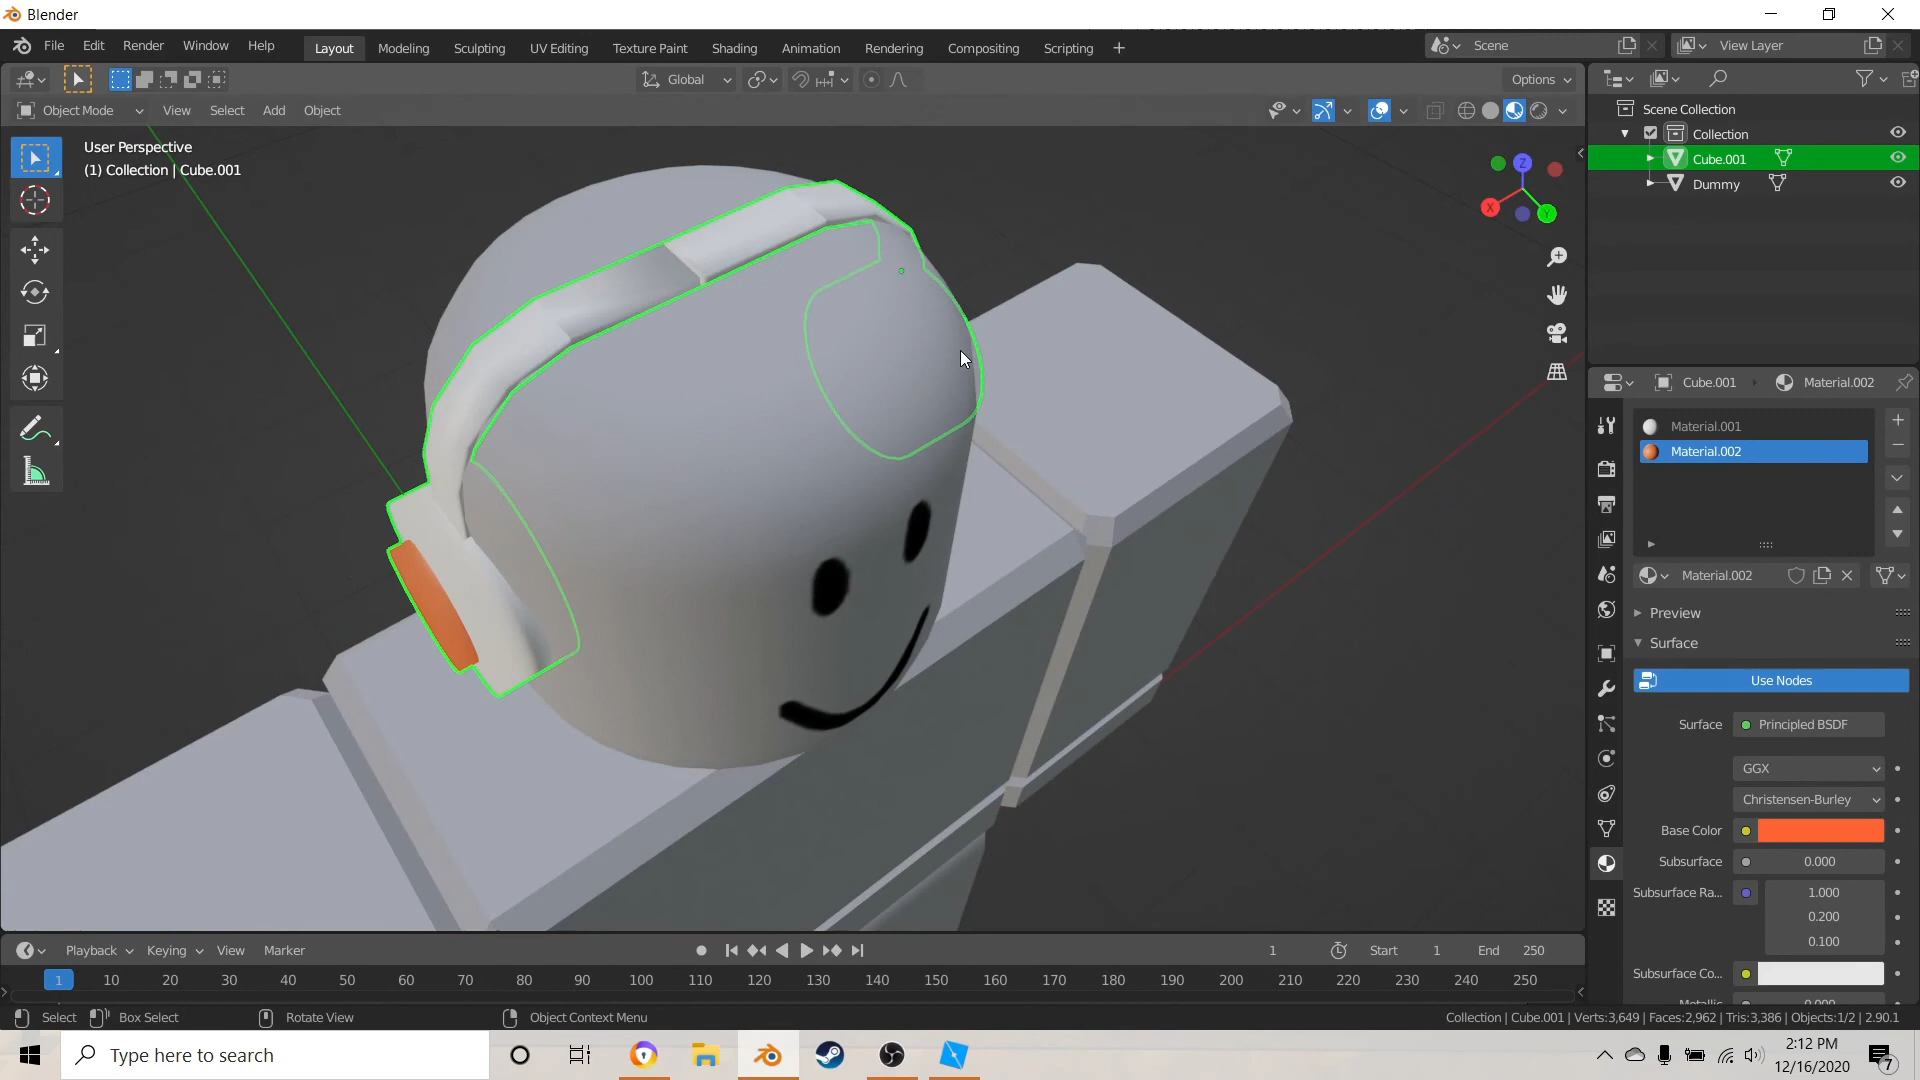 Blender
File Edit Render Window Help
Layout Modeling Sculpting UV Editing Texture Paint Shading Animation Rendering Compositing Scripting +
Scene
View Layer
Global
Options
Object Mode View Select Add Object
User Perspective
(1) Collection | Cube.001
Z
X
Y
Scene Collection
Collection
Cube.001
Dummy
Cube.001
Material.002
Material.001
Material.002
Material.002
Preview
Surface
Use Nodes
Surface Principled BSDF
GGX
Christensen-Burley
Base Color
Subsurface 0.000
Subsurface Ra... 1.000
0.200
0.100
Subsurface Co...
Metallic 0.000
Playback Keying View Marker
1 Start 1 End 250
1 10 20 30 40 50 60 70 80 90 100 110 120 130 140 150 160 170 180 190 200 210 220 230 240 250
Select Box Select Rotate View Object Context Menu
Collection | Cube.001 | Verts:3,649 | Faces:2,962 | Tris:3,386 | Objects:1/2 | 2.90.1
Type here to search
2:12 PM
12/16/2020
7